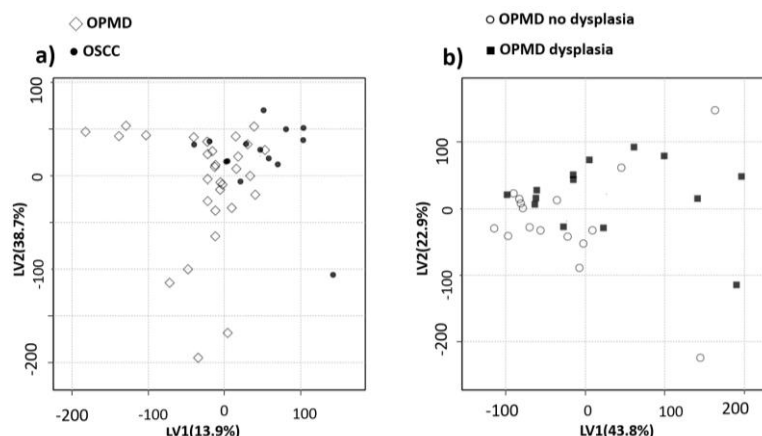 OPMD
OSCC
a)
100
0
-100
-200
LV2(38.7%)
-200 -100 0 100
LV1(13.9%)
OPMD no dysplasia
OPMD dysplasia
b)
100
0
-100
-200
LV2(22.9%)
-100 0 100 200
LV1(43.8%)